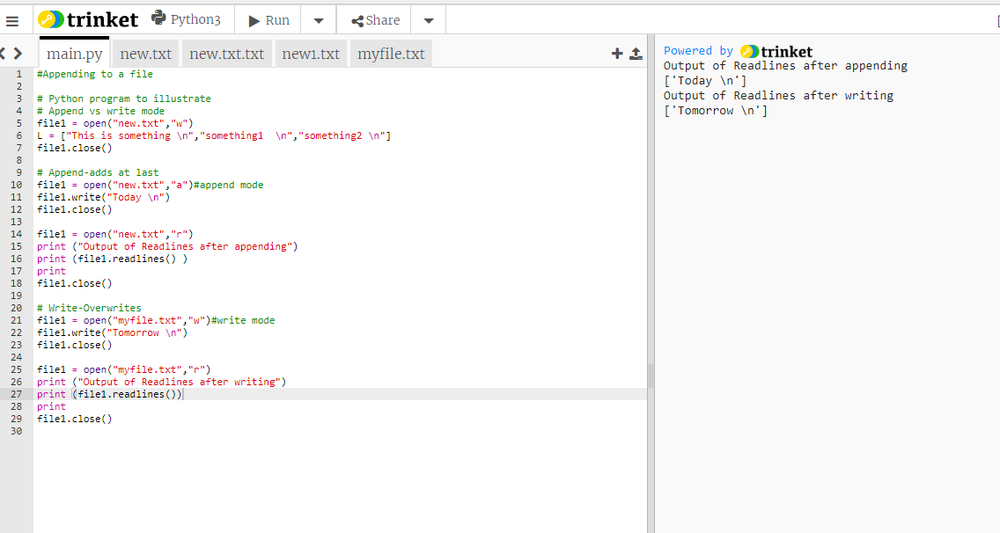 trinket Python3 Run Share
main.py new.txt new.txt.txt new1.txt myfile.txt
1 #Appending to a file
2
3 # Python program to illustrate
4 # Append vs write mode
5 file1 = open("new.txt","w")
6 L = ["This is something \n","something1  \n","something2 \n"]
7 file1.close()
8
9 # Append-adds at last
10 file1 = open("new.txt","a")#append mode
11 file1.write("Today \n")
12 file1.close()
13
14 file1 = open("new.txt","r")
15 print ("Output of Readlines after appending")
16 print (file1.readlines() )
17 print
18 file1.close()
19
20 # Write-Overwrites
21 file1 = open("myfile.txt","w")#write mode
22 file1.write("Tomorrow \n")
23 file1.close()
24
25 file1 = open("myfile.txt","r")
26 print ("Output of Readlines after writing")
27 print (file1.readlines())
28 print
29 file1.close()
30
Powered by trinket
Output of Readlines after appending
['Today \n']
Output of Readlines after writing
['Tomorrow \n']